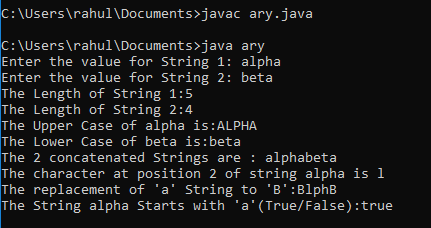 C:\Users\rahul\Documents>javac ary.java
C:\Users\rahul\Documents>java ary
Enter the value for String 1: alpha
Enter the value for String 2: beta
The Length of String 1:5
The Length of String 2:4
The Upper Case of alpha is:ALPHA
The Lower Case of beta is:beta
The 2 concatenated Strings are : alphabeta
The character at position 2 of string alpha is l
The replacement of 'a' String to 'B':BlphB
The String alpha Starts with 'a'(True/False):true